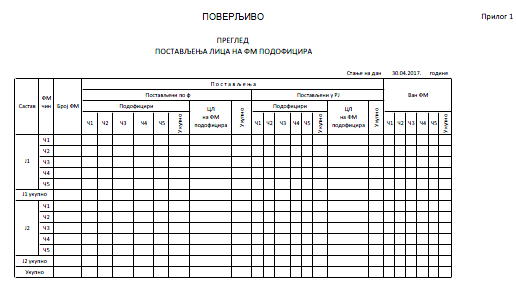 ПОВЕРЉИВО
Прилог 1
ПРЕГЛЕД
ПОСТАВЉЕЊА ЛИЦА НА ФМ ПОДОФИЦИРА
Стање на дан 30.04.2017. године
Састав ФМ чин Број ФМ Постављења Ван ФМ
Постављени по ф Постављени у РЈ
Подофицири ЦЛ на ФМ подофицира Укупно Подофицири ЦЛ на ФМ подофицира Укупно
Ч1 Ч2 Ч3 Ч4 Ч5 Укупно Ч1 Ч2 Ч3 Ч4 Ч5 Укупно Ч1 Ч2 Ч3 Ч4 Ч5 Укупно
Ј1 Ч1
Ч2
Ч3
Ч4
Ч5
Ј1 укупно
Ј2 Ч1
Ч2
Ч3
Ч4
Ч5
Ј2 укупно
Укупно